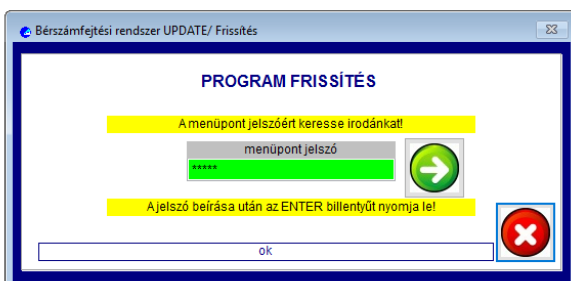 Bérszámfejtési rendszer UPDATE/ Frissítés
PROGRAM FRISSÍTÉS
A menüpont jelszóért keresse irodánkat!
menüpont jelszó
*****
A jelszó beírása után az ENTER billentyűt nyomja le!
ok